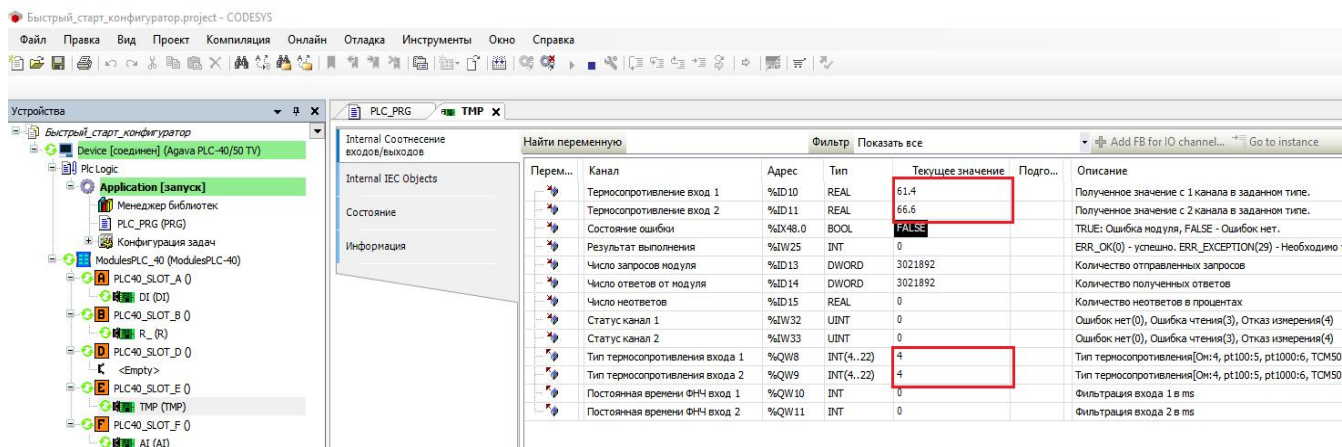 Быстрый_старт_конфигуратор.project - CODESYS
Файл Правка Вид Проект Компиляция Онлайн Отладка Инструменты Окно Справка
Устройства
PLC_PRG TMP
Быстрый_старт_конфигуратор
Device [соединен] (Agava PLC-40/50 TV)
Plc Logic
Application [запуск]
Менеджер библиотек
PLC_PRG (PRG)
Конфигурация задач
ModulesPLC_40 (ModulesPLC-40)
A PLC40_SLOT_A ()
DI (DI)
B PLC40_SLOT_B ()
R_ (R)
D PLC40_SLOT_D ()
<Empty>
E PLC40_SLOT_E ()
TMP (TMP)
F PLC40_SLOT_F ()
AI (AI)
Internal Соотнесение входов/выходов
Internal IEC Objects
Состояние
Информация
Найти переменную Фильтр Показать все Add FB for IO channel... Go to instance
Перем... Канал Адрес Тип Текущее значение Подго... Описание
Термосопротивление вход 1 %ID10 REAL 61.4 Полученное значение с 1 канала в заданном типе.
Термосопротивление вход 2 %ID11 REAL 66.6 Полученное значение с 2 канала в заданном типе.
Состояние ошибки %IX48.0 BOOL FALSE TRUE: Ошибка модуля, FALSE - Ошибок нет.
Результат выполнения %IW25 INT 0 ERR_OK(0) - успешно. ERR_EXCEPTION(29) - Необходимо
Число запросов модуля %ID13 DWORD 3021892 Количество отправленных запросов
Число ответов от модуля %ID14 DWORD 3021892 Количество полученных ответов
Число неответов %ID15 REAL 0 Количество неответов в процентах
Статус канал 1 %IW32 UINT 0 Ошибок нет(0), Ошибка чтения(3), Отказ измерения(4)
Статус канал 2 %IW33 UINT 0 Ошибок нет(0), Ошибка чтения(3), Отказ измерения(4)
Тип термосопротивления входа 1 %QW8 INT(4..22) 4 Тип термосопротивления[Ом:4, pt100:5, pt1000:6, TCM50
Тип термосопротивления входа 2 %QW9 INT(4..22) 4 Тип термосопротивления[Ом:4, pt100:5, pt1000:6, TCM50
Постоянная времени ФНЧ вход 1 %QW10 INT 0 Фильтрация входа 1 в ms
Постоянная времени ФНЧ вход 2 %QW11 INT 0 Фильтрация входа 2 в ms